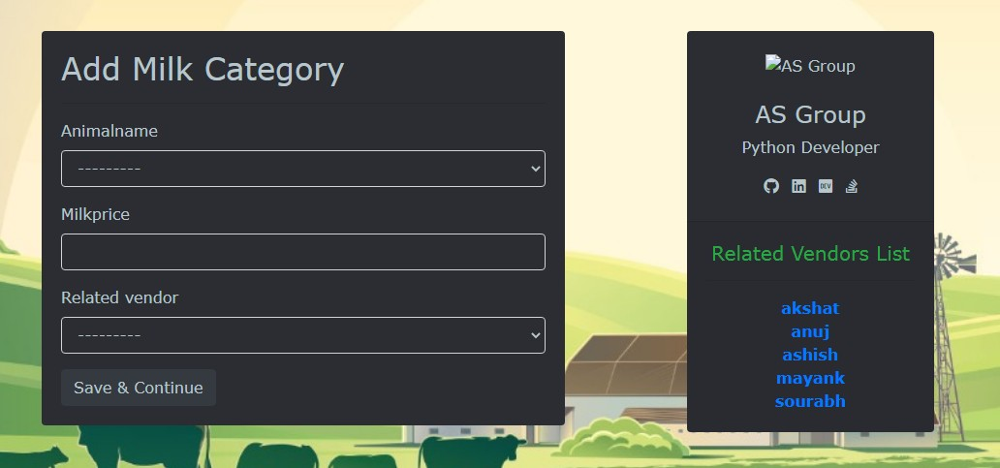 Add Milk Category
Animalname
---------
Milkprice
Related vendor
---------
Save & Continue
AS Group
AS Group
Python Developer
DEV
Related Vendors List
akshat
anuj
ashish
mayank
sourabh